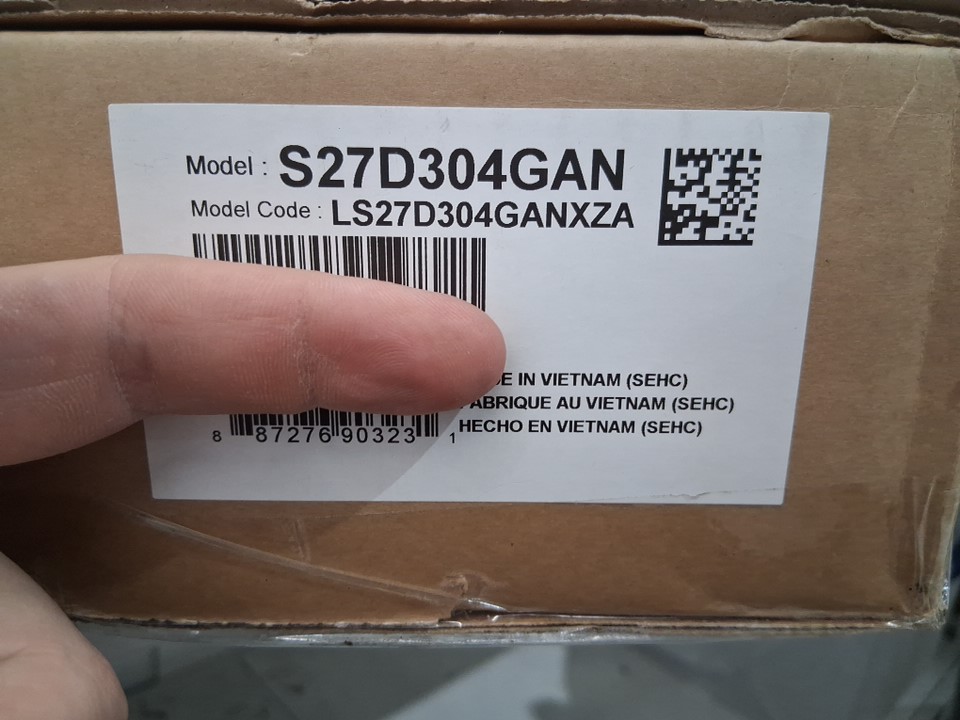 Model : S27D304GAN
Model Code : LS27D304GANXZA
IN VIETNAM (SEHC)
FABRIQUE AU VIETNAM (SEHC)
HECHO EN VIETNAM (SEHC)
8 87276 90323 1